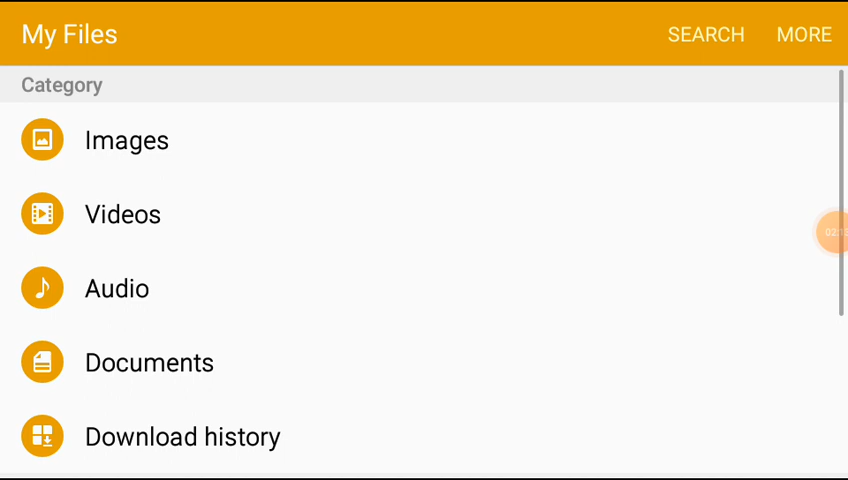 My Files
SEARCH
MORE
Category
Images
Videos
Audio
Documents
Download history